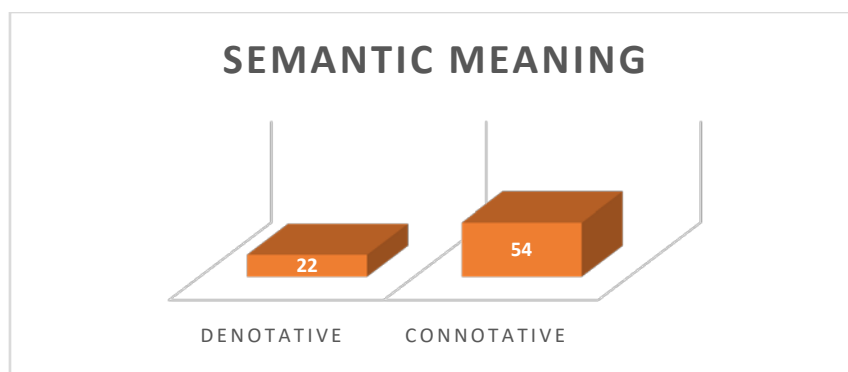 SEMANTIC MEANING
22
54
DENOTATIVE CONNOTATIVE